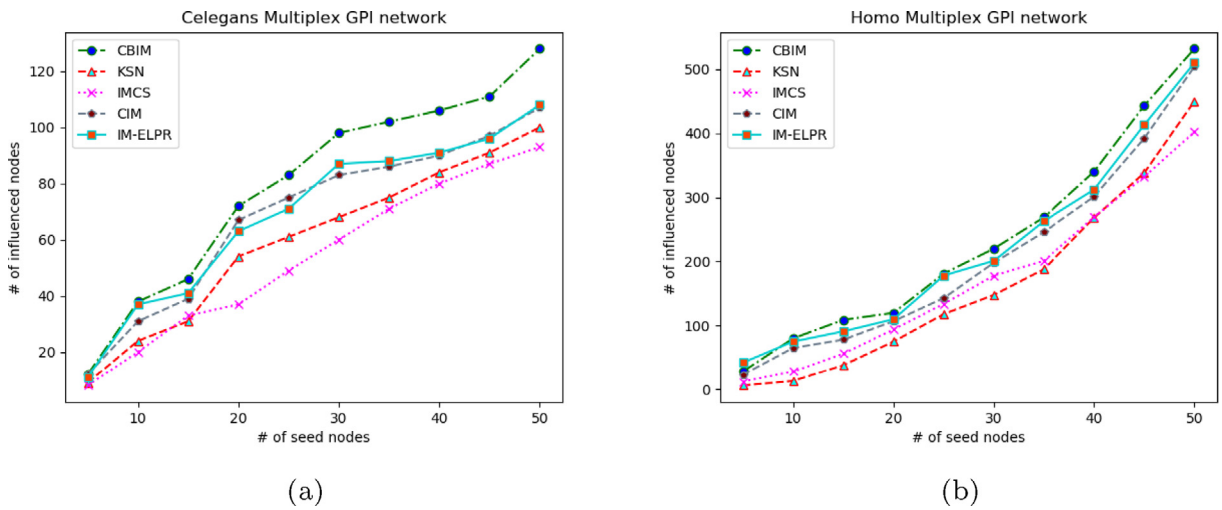 Celegans Multiplex GPI network
CBIM
KSN
IMCS
CIM
IM-ELPR
120
100
80
60
40
20
# of influenced nodes
10 20 30 40 50
# of seed nodes
(a)
Homo Multiplex GPI network
CBIM
KSN
IMCS
CIM
IM-ELPR
500
400
300
200
100
0
# of influenced nodes
10 20 30 40 50
# of seed nodes
(b)